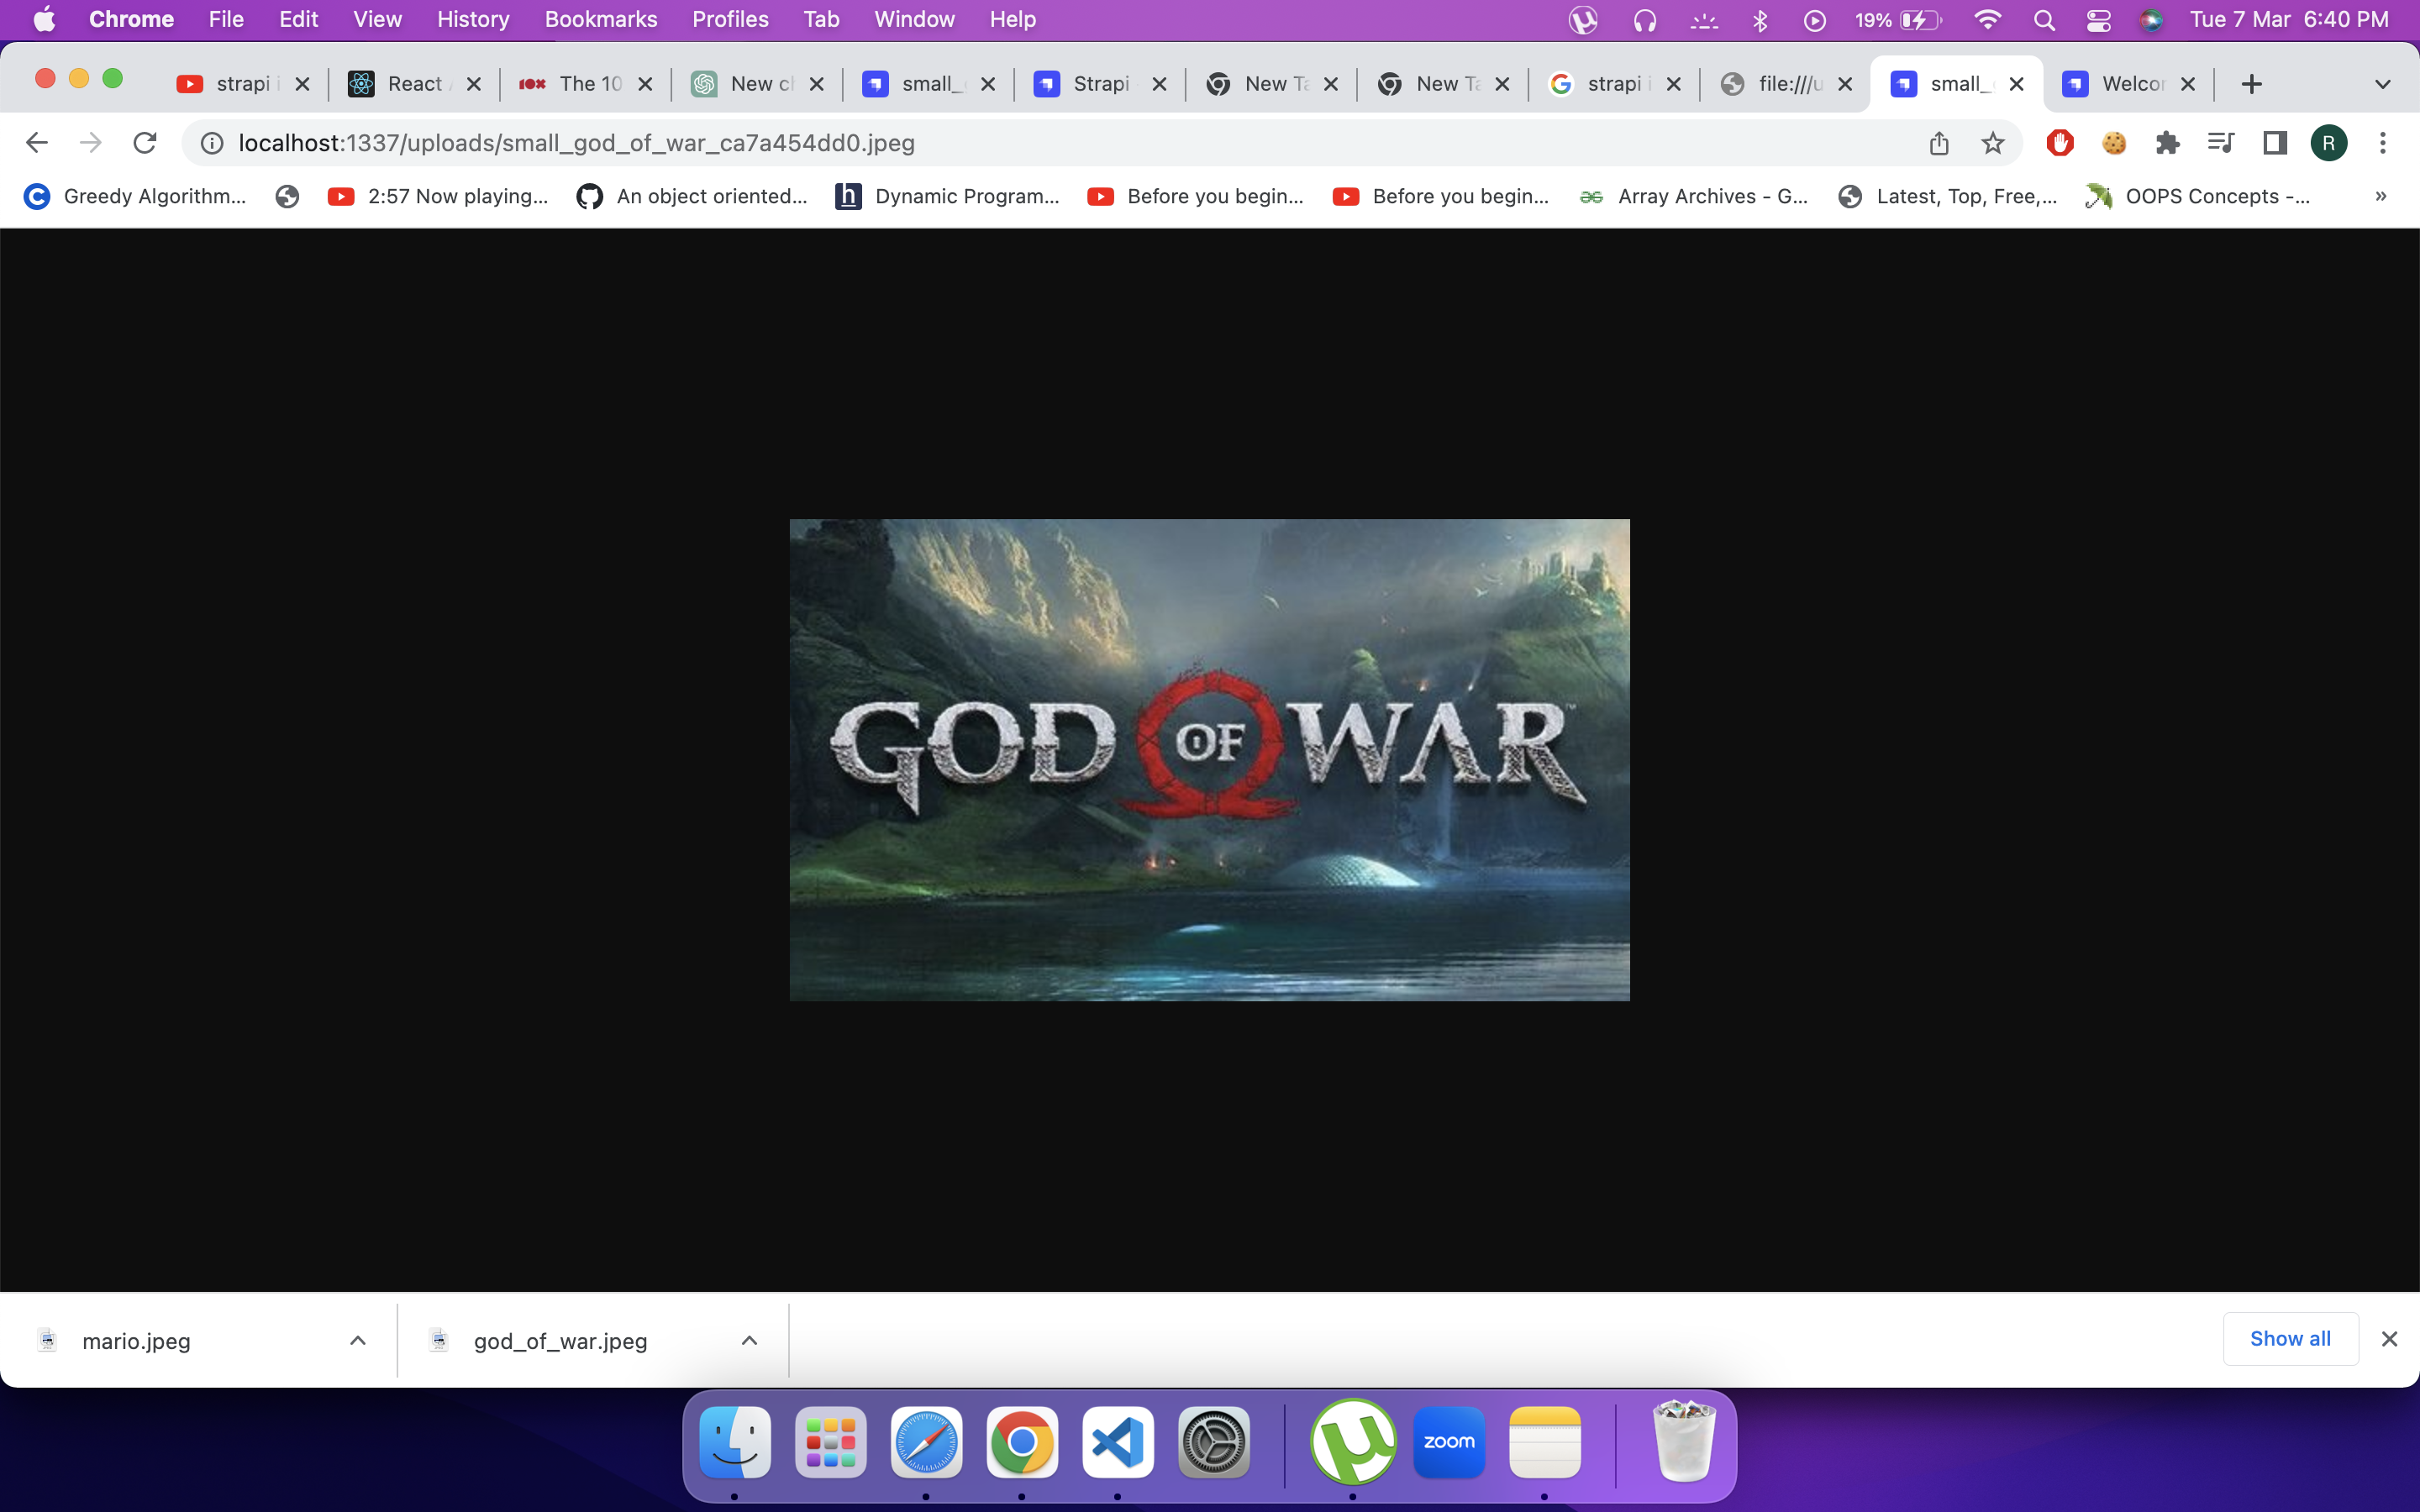 Chrome File Edit View History Bookmarks Profiles Tab Window Help 19% Tue 7 Mar 6:40 PM
strapi i React / The 10 New cl small_ Strapi New Ta New Ta strapi i file:///u small_ Welcor
localhost:1337/uploads/small_god_of_war_ca7a454dd0.jpeg R
Greedy Algorithm... 2:57 Now playing... An object oriented... Dynamic Program... Before you begin... Before you begin... Array Archives - G... Latest, Top, Free,... OOPS Concepts -... »
GOD OF WAR™
mario.jpeg god_of_war.jpeg Show all
zoom